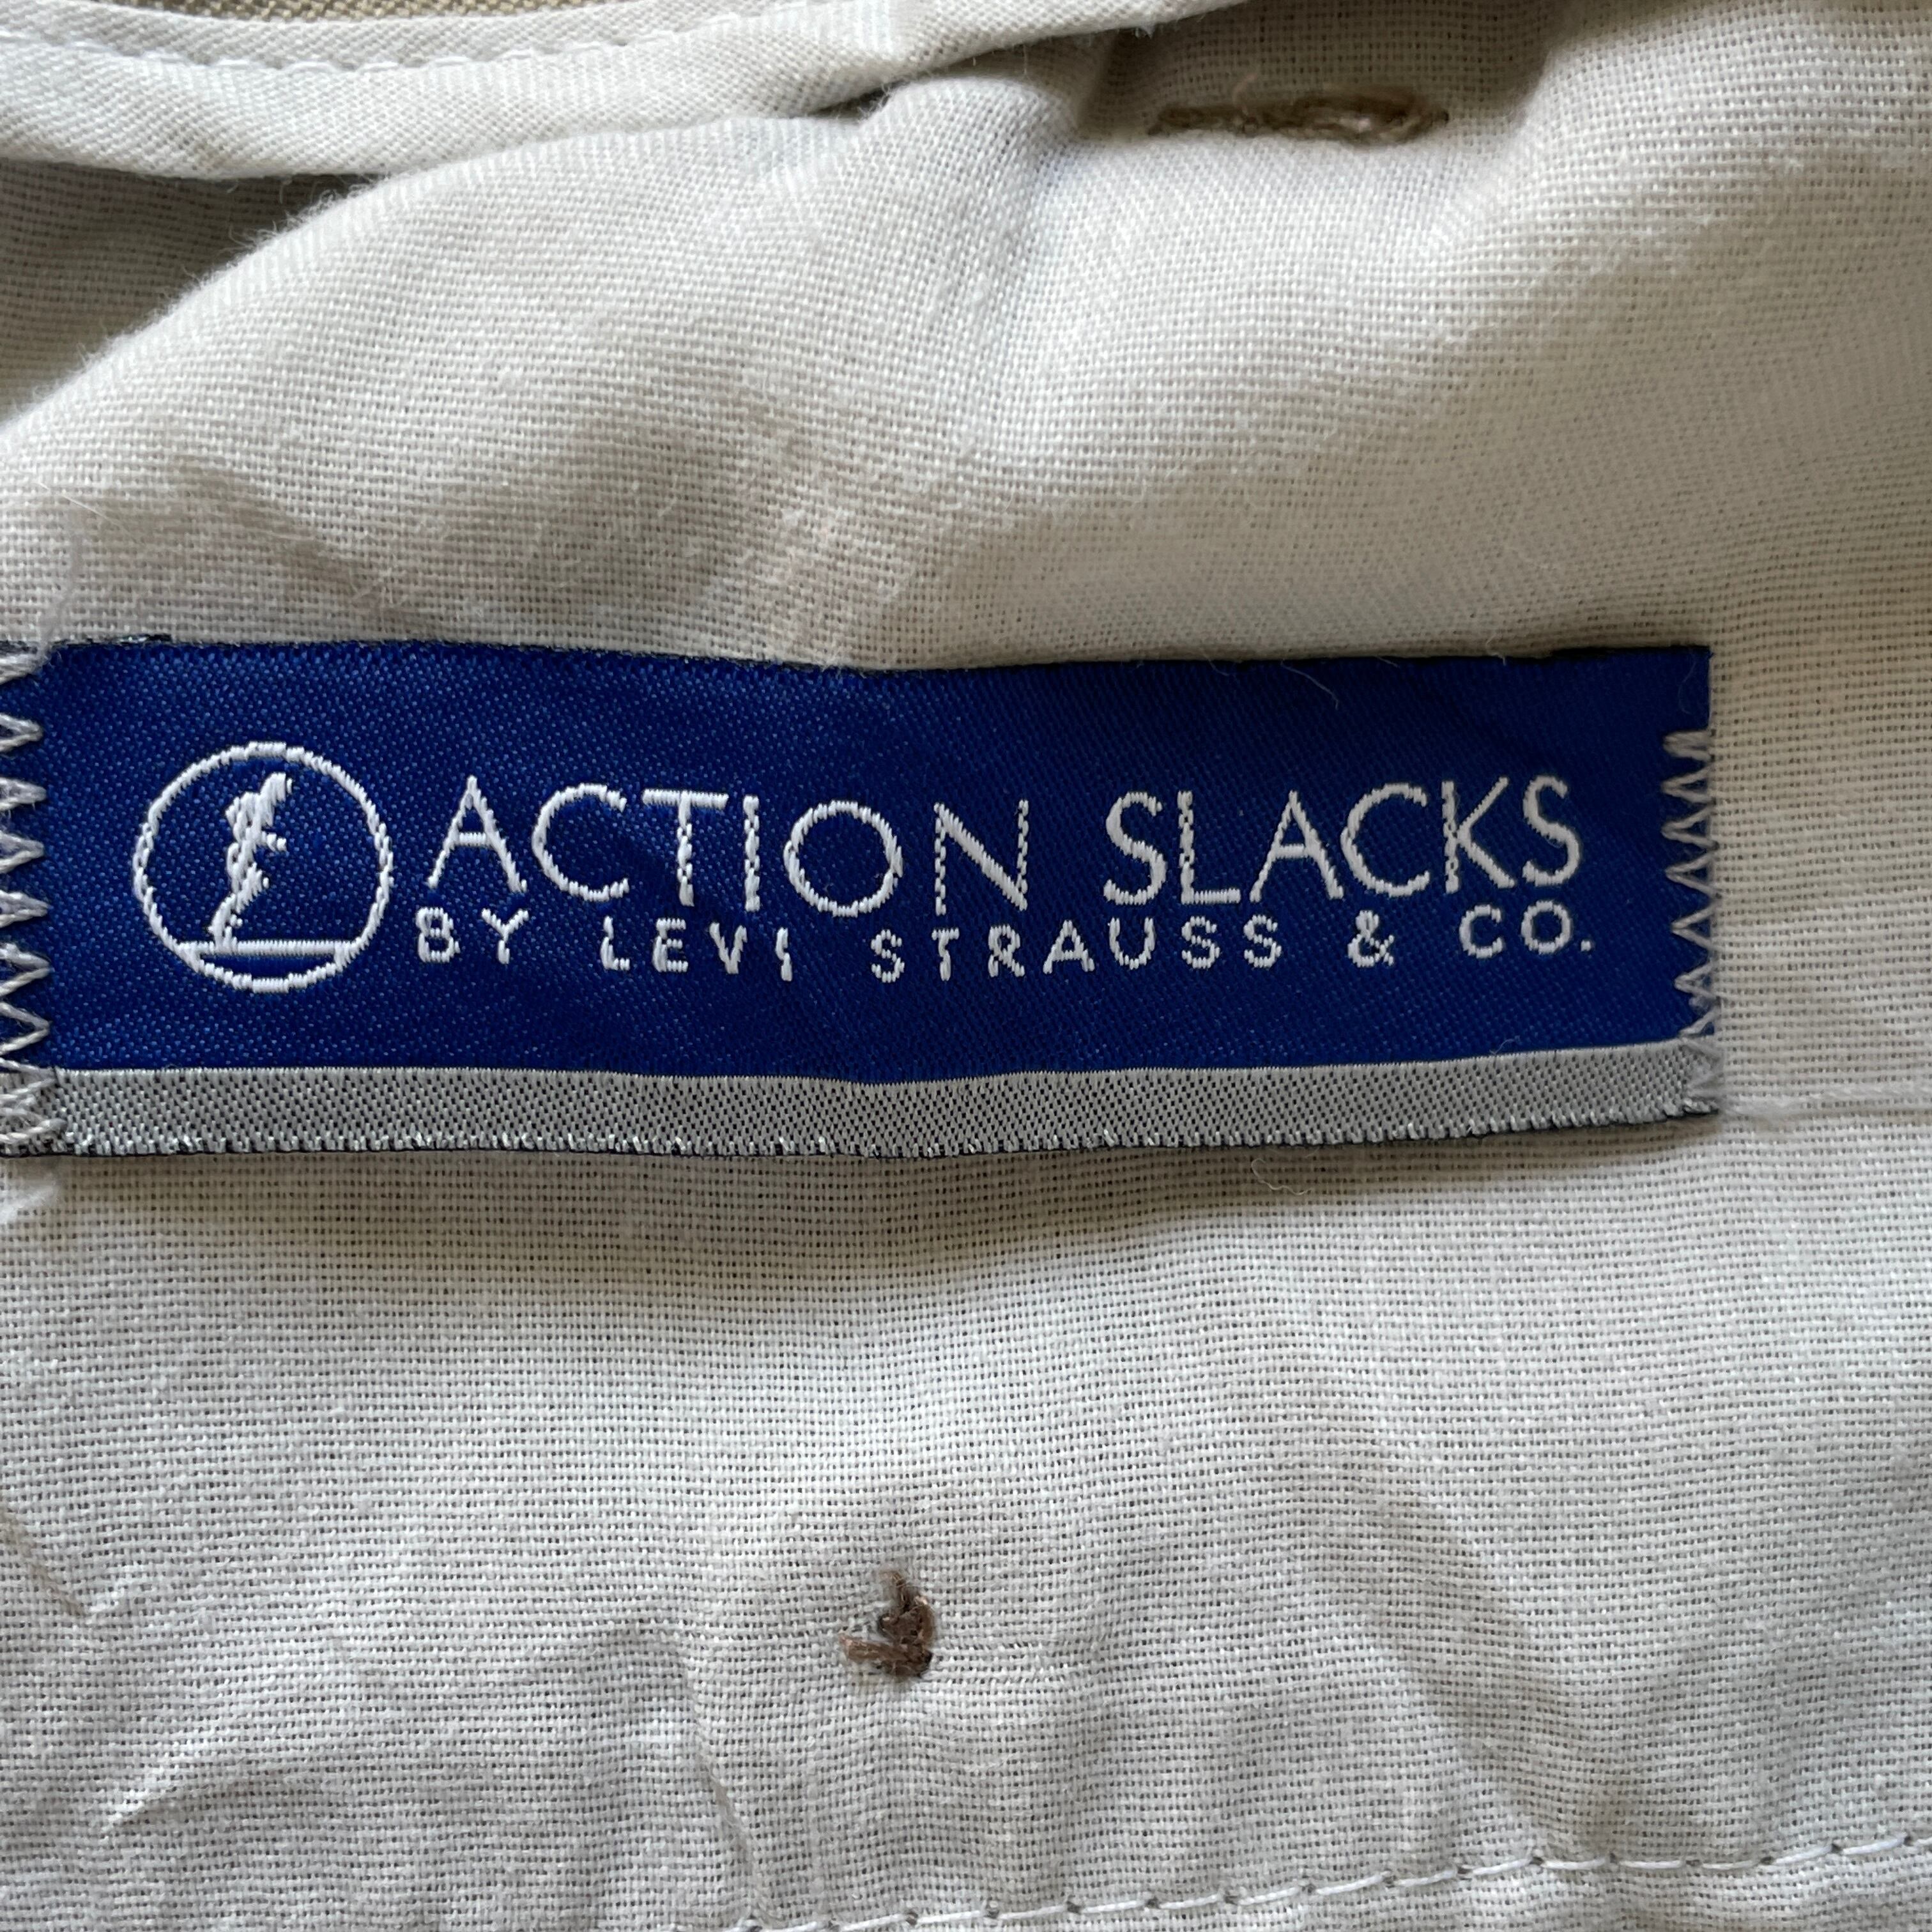 ACTION SLACKS
BY LEVI STRAUSS & CO.